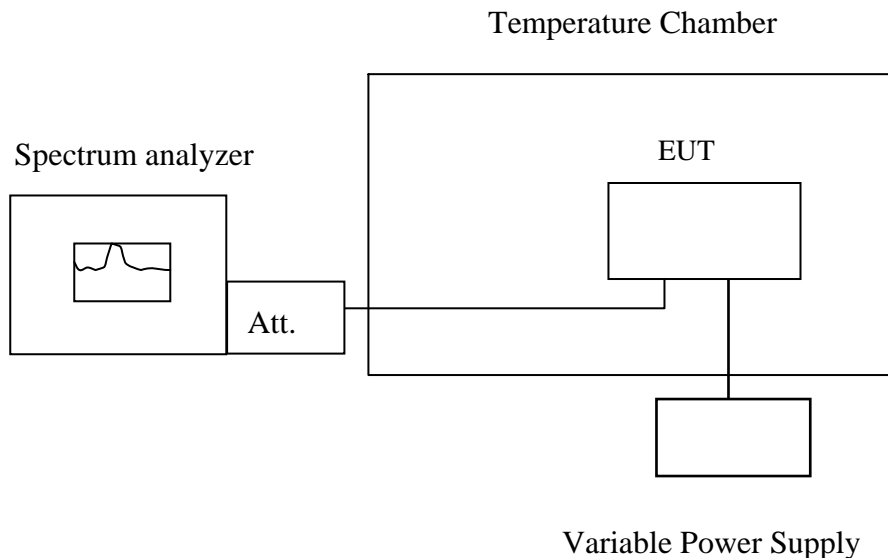 Temperature Chamber
Spectrum analyzer
EUT
Att.
Variable Power Supply